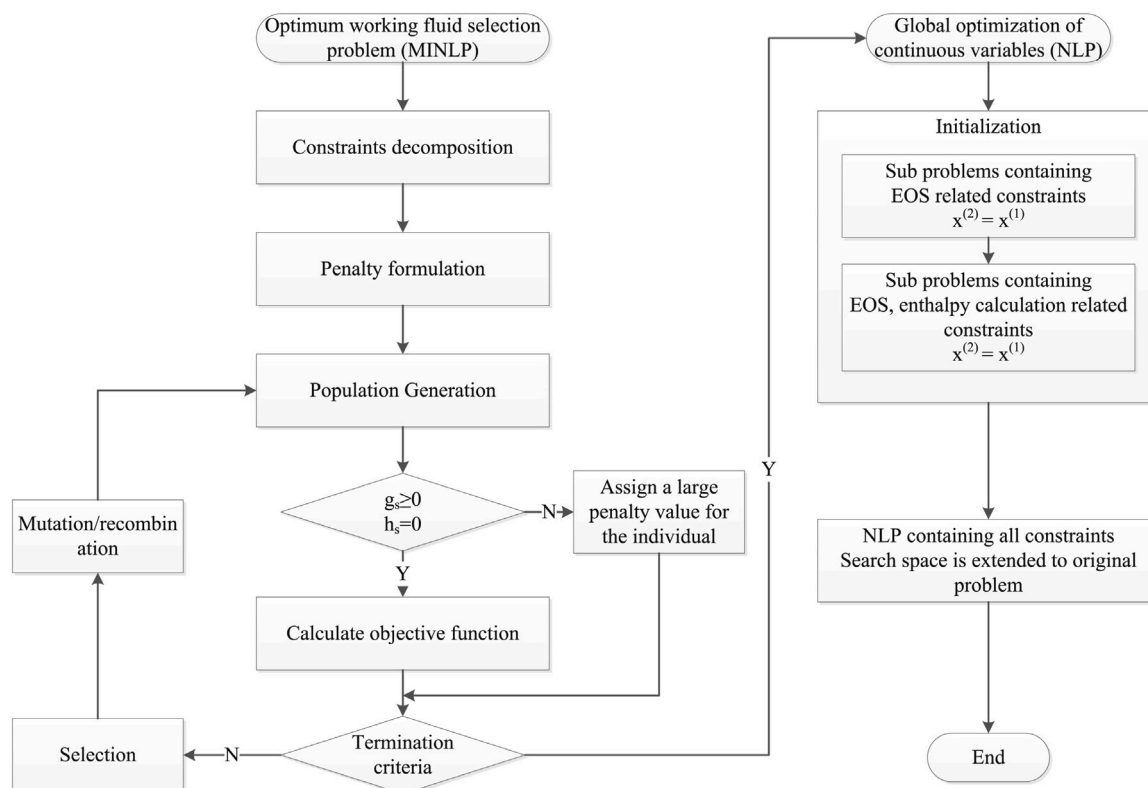 Optimum working fluid selection
problem (MINLP)
Constraints decomposition
Penalty formulation
Population Generation
gₛ≥0
hₛ=0
N
Assign a large
penalty value for
the individual
Y
Calculate objective function
Termination
criteria
N
Selection
Mutation/recombin
ation
Y
Global optimization of
continuous variables (NLP)
Initialization
Sub problems containing
EOS related constraints
x⁽²⁾ = x⁽¹⁾
Sub problems containing
EOS, enthalpy calculation related
constraints
x⁽²⁾ = x⁽¹⁾
NLP containing all constraints
Search space is extended to original
problem
End